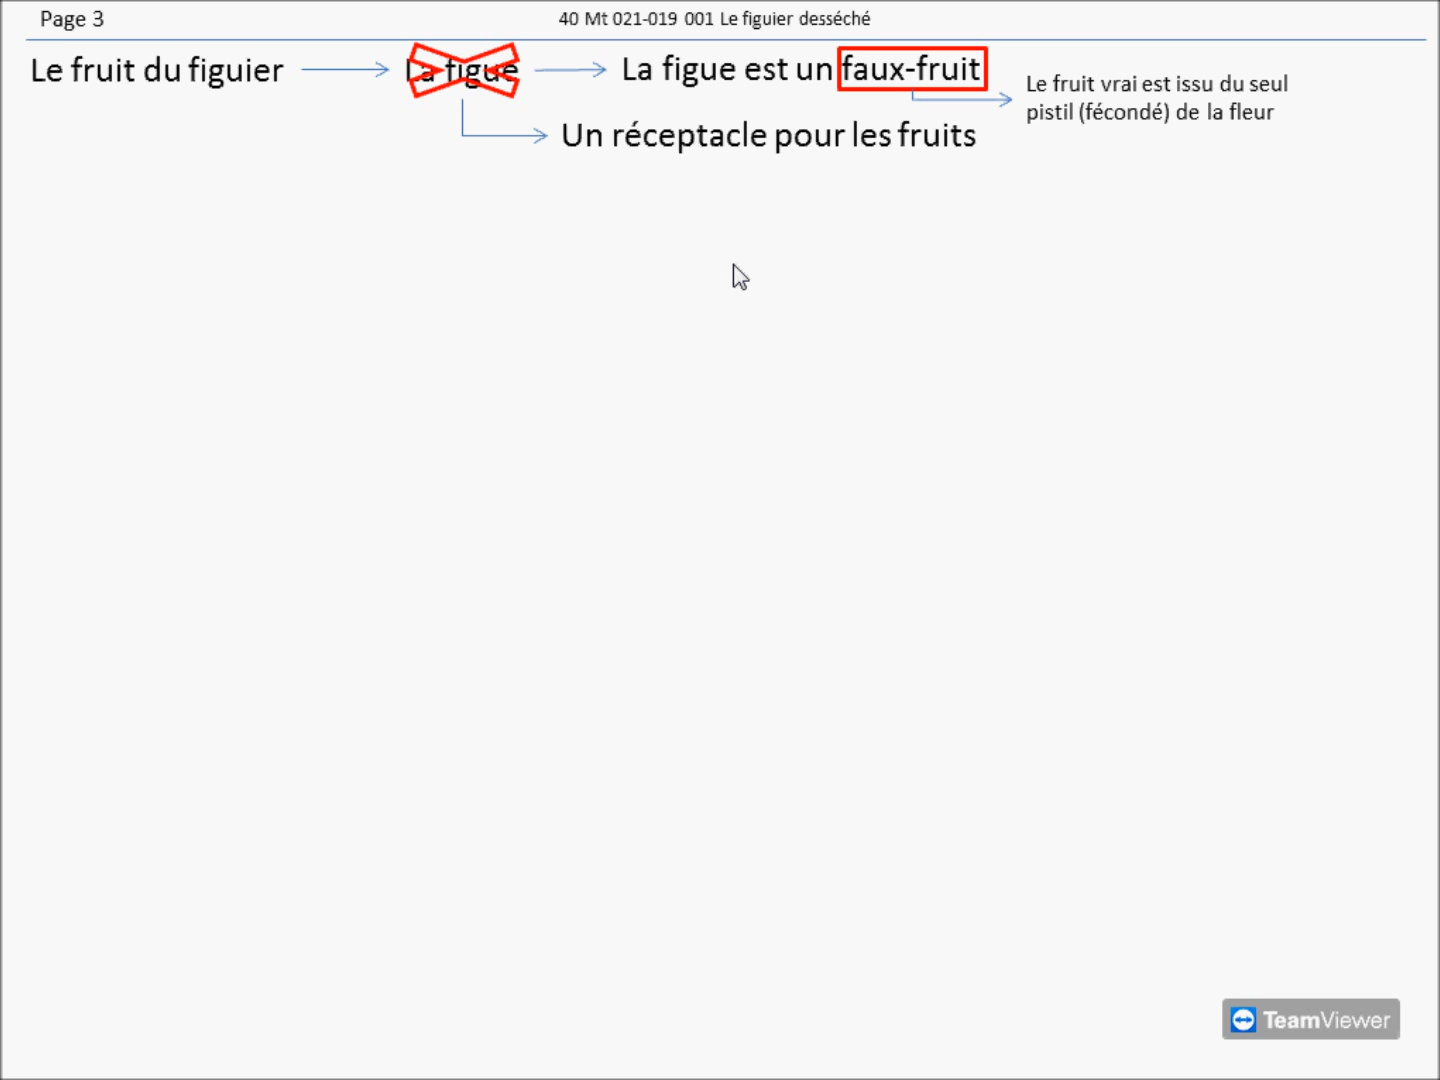 Page 3
40 Mt 021-019 001 Le figuier desséché
Le fruit du figuier
La figue
La figue est un faux-fruit
Le fruit vrai est issu du seul
pistil (fécondé) de la fleur
Un réceptacle pour les fruits
TeamViewer